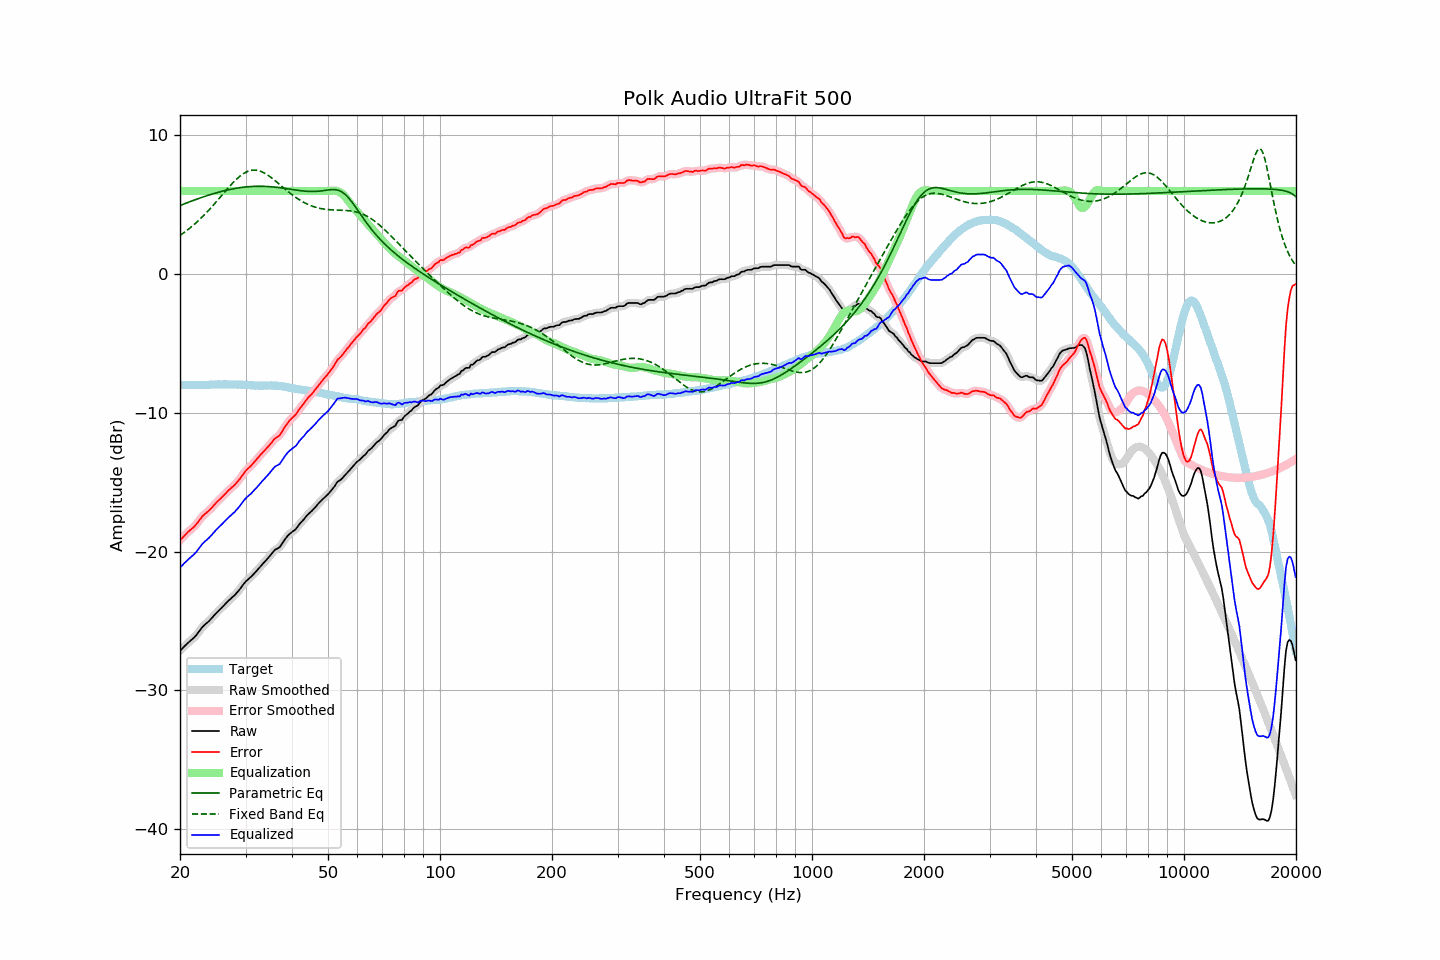 Polk Audio UltraFit 500
10
0
−10
−20
−30
−40
Amplitude (dBr)
Target
Raw Smoothed
Error Smoothed
Raw
Error
Equalization
Parametric Eq
Fixed Band Eq
Equalized
20 50 100 200 500 1000 2000 5000 10000 20000
Frequency (Hz)